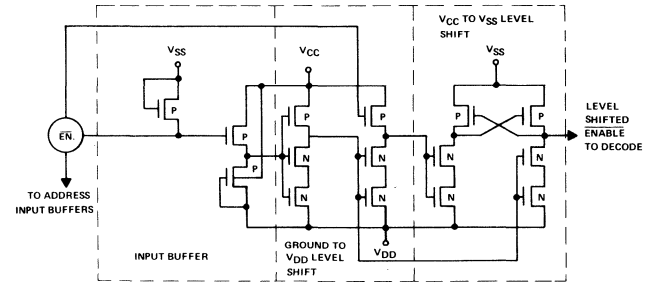 VCC TO VSS LEVEL
SHIFT
VSS
VCC
VSS
P
P
P
P
P
P
P
EN.
N
N
N
N
N
N
LEVEL
SHIFTED
ENABLE
TO DECODE
TO ADDRESS
INPUT BUFFERS
INPUT BUFFER
GROUND TO
VDD LEVEL
SHIFT
VDD